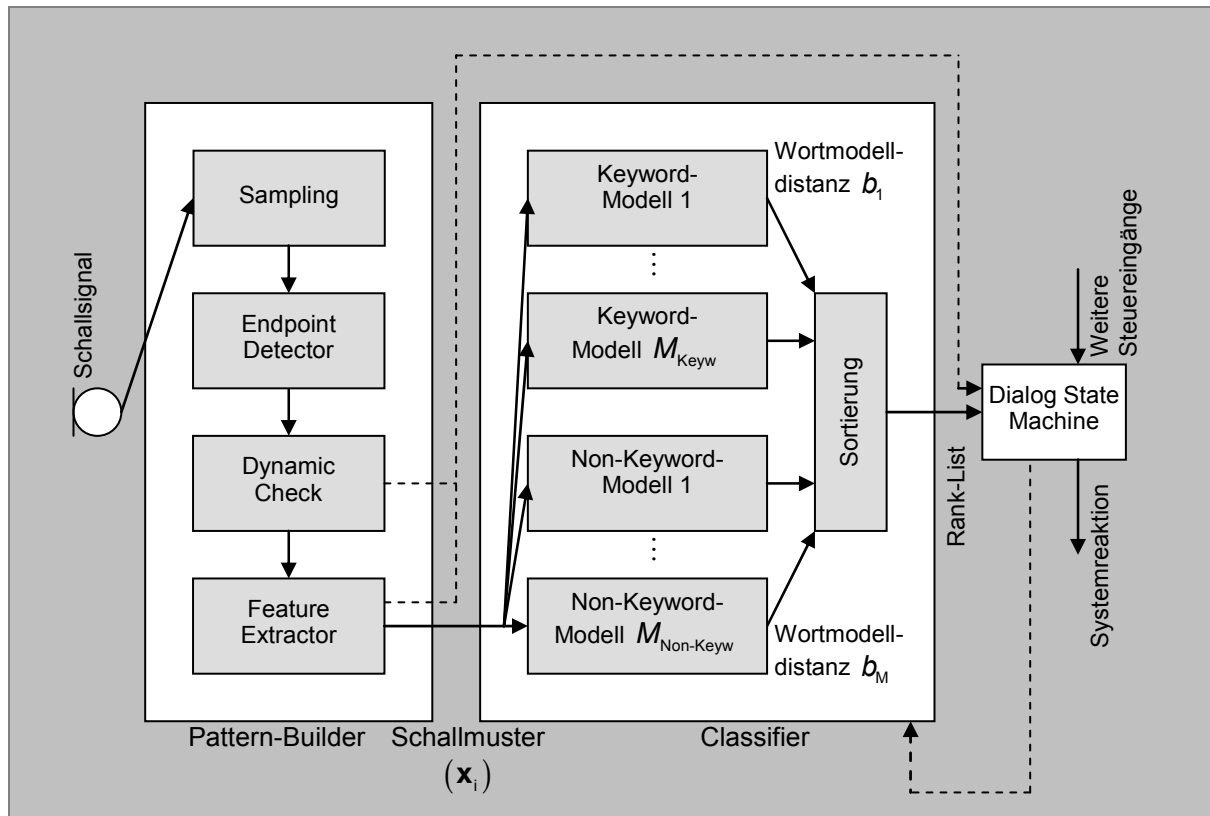 Schallsignal
Sampling
Endpoint
Detector
Dynamic
Check
Feature
Extractor
Pattern-Builder
Schallmuster
(x_i)
Keyword-
Modell 1
⋮
Keyword-
Modell M_Keyw
Non-Keyword-
Modell 1
⋮
Non-Keyword-
Modell M_Non-Keyw
Wortmodell-
distanz b_1
Sortierung
Wortmodell-
distanz b_M
Classifier
Rank-List
Weitere
Steuereingänge
Dialog State
Machine
Systemreaktion